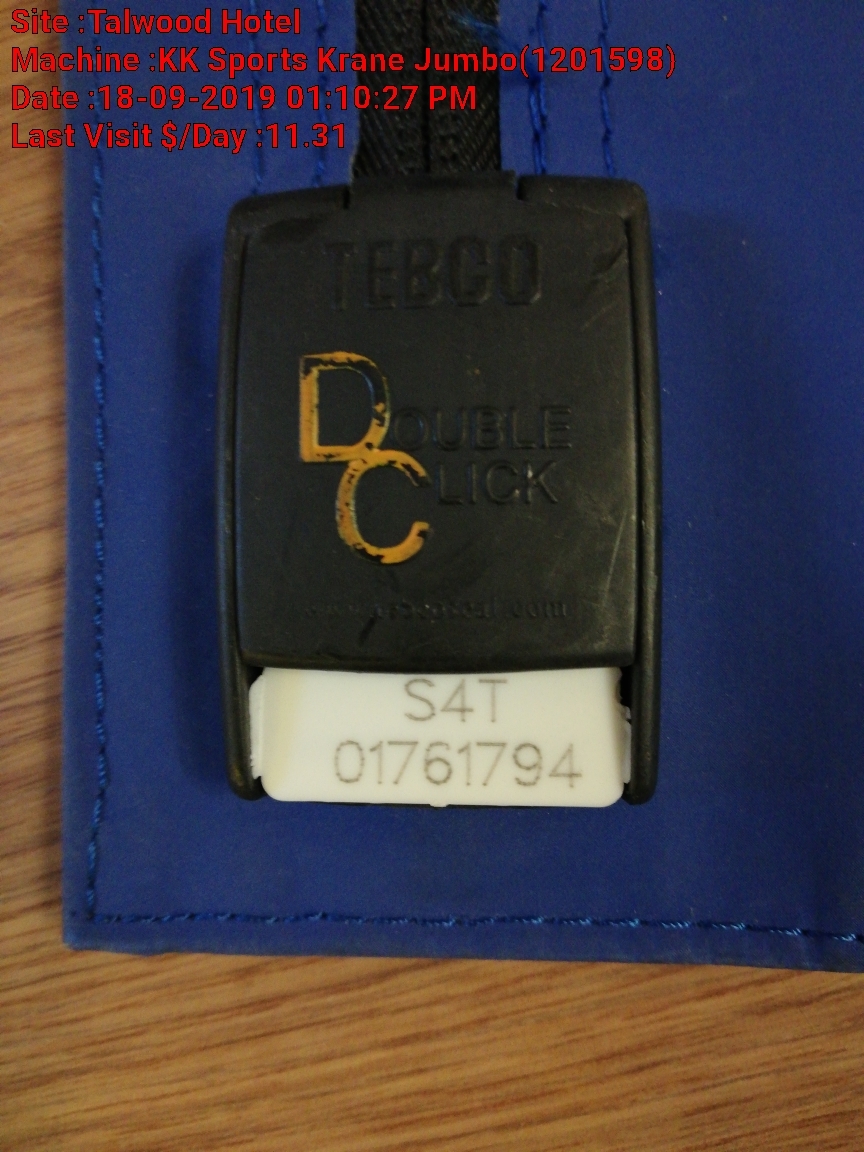 Site :Talwood Hotel
Machine :KK Sports Krane Jumbo(1201598)
Date :18-09-2019 01:10:27 PM
Last Visit $/Day :11.31
TEBCO
DOUBLE
CLICK
S4T
01761794